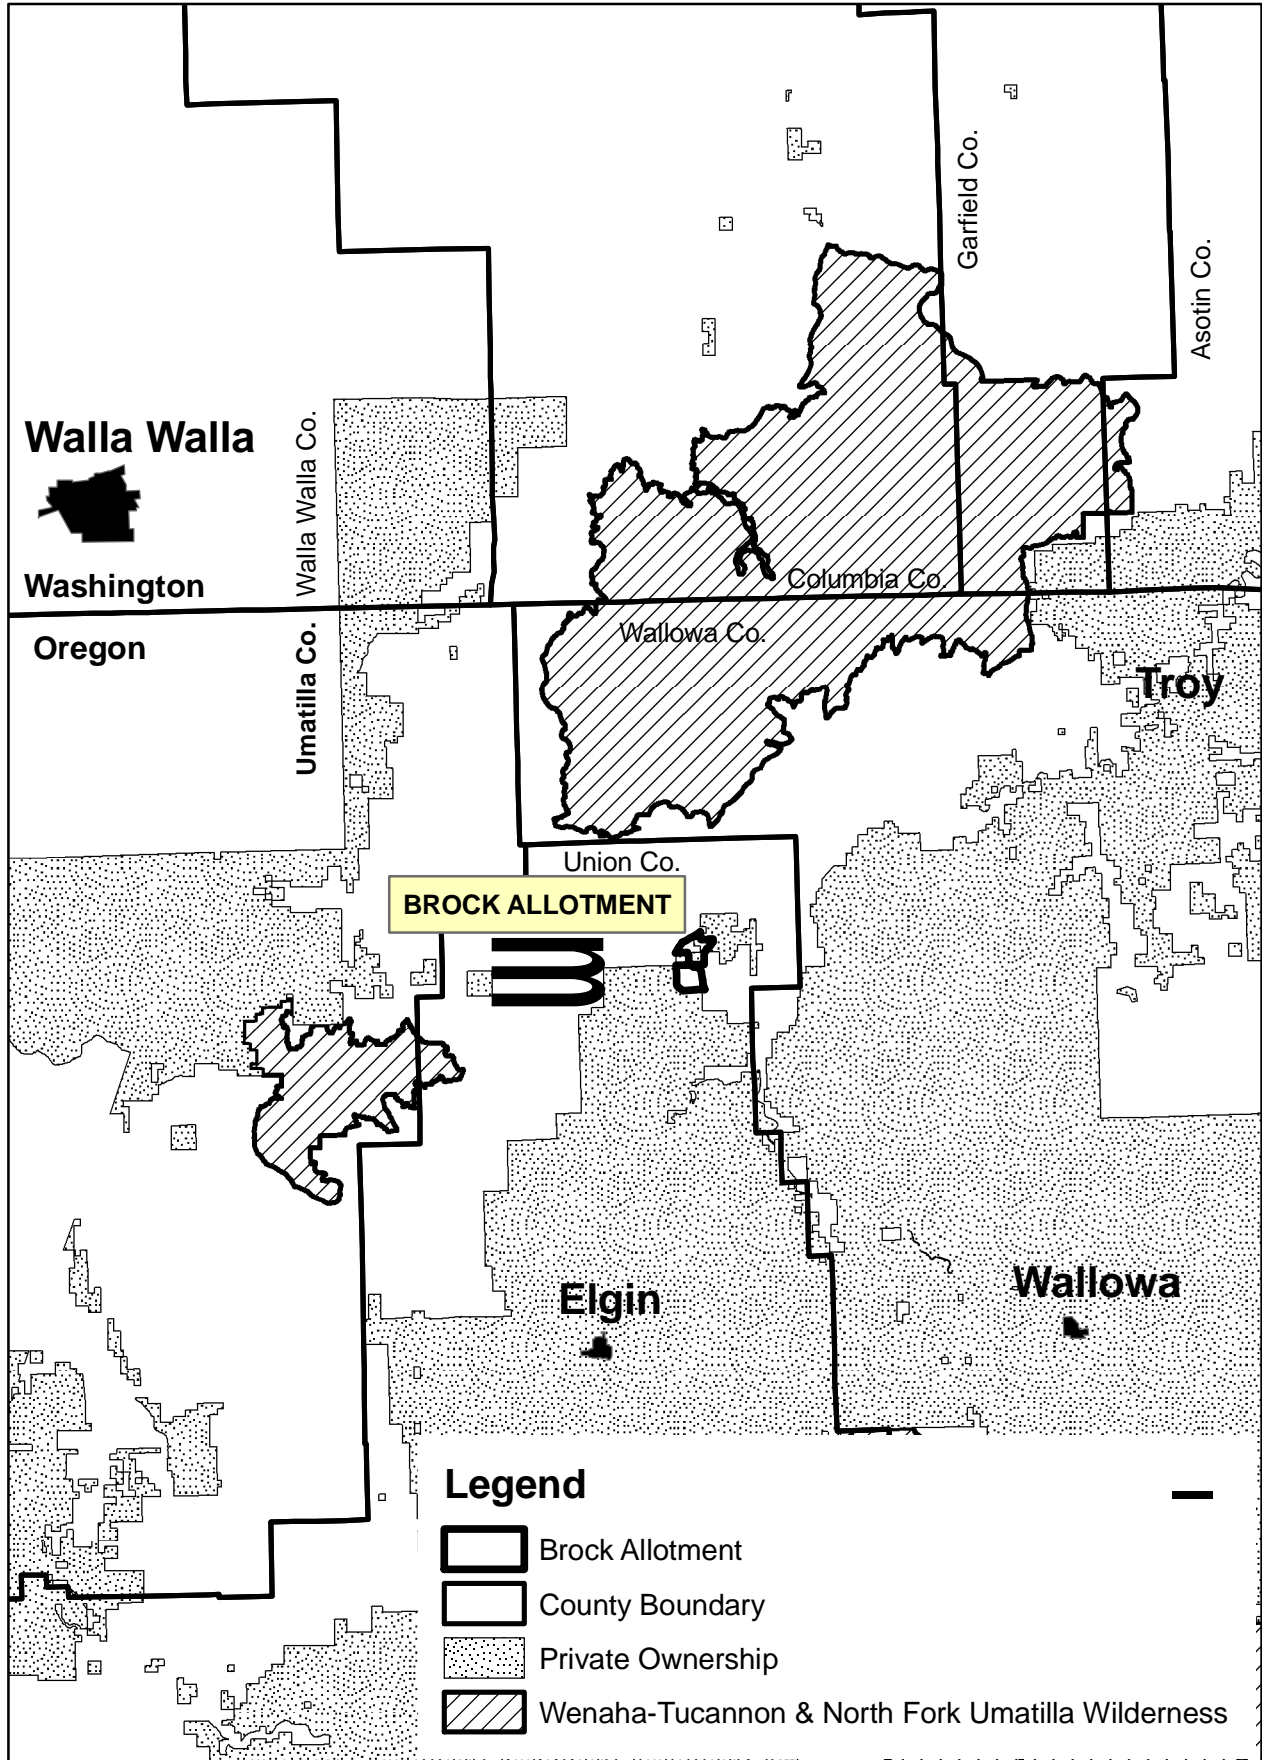 Garfield Co.
Asotin Co.
Walla Walla
Walla Walla Co.
Washington
Columbia Co.
Oregon
Umatilla Co.
Wallowa Co.
Troy
Union Co.
BROCK ALLOTMENT
Elgin
Wallowa
Legend
Brock Allotment
County Boundary
Private Ownership
Wenaha-Tucannon & North Fork Umatilla Wilderness